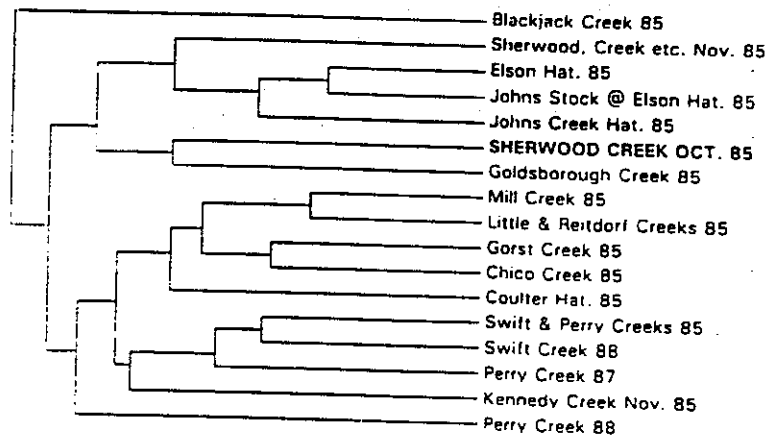 Blackjack Creek 85
Sherwood, Creek etc. Nov. 85
Elson Hat. 85
Johns Stock @ Elson Hat. 85
Johns Creek Hat. 85
SHERWOOD CREEK OCT. 85
Goldsborough Creek 85
Mill Creek 85
Little & Reitdorf Creeks 85
Gorst Creek 85
Chico Creek 85
Coulter Hat. 85
Swift & Perry Creeks 85
Swift Creek 88
Perry Creek 87
Kennedy Creek Nov. 85
Perry Creek 88